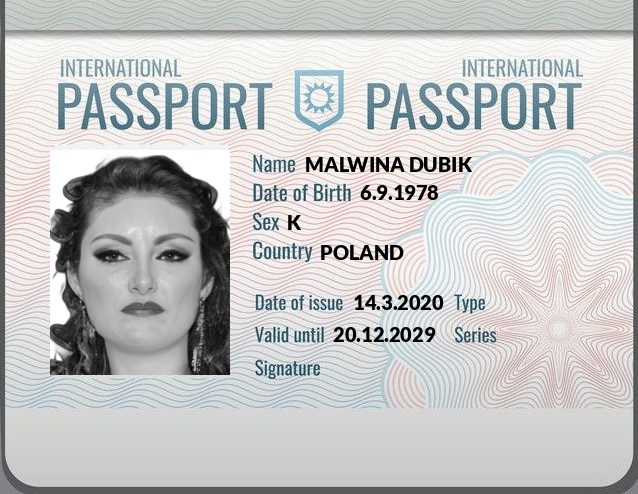 INTERNATIONAL INTERNATIONAL
PASSPORT PASSPORT
Name MALWINA DUBIK
Date of Birth 6.9.1978
Sex K
Country POLAND
Date of issue 14.3.2020 Type
Valid until 20.12.2029 Series
Signature